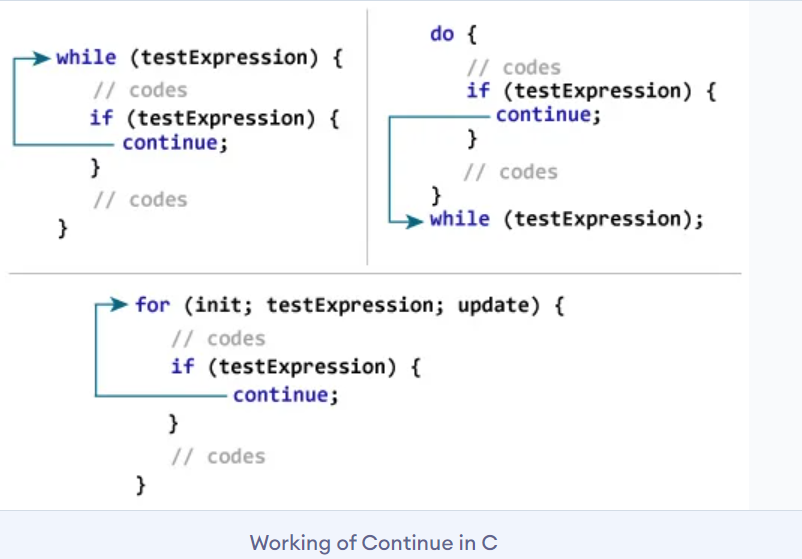 while (testExpression) {
// codes
if (testExpression) {
continue;
}
// codes
}
do {
// codes
if (testExpression) {
continue;
}
// codes
}
while (testExpression);
for (init; testExpression; update) {
// codes
if (testExpression) {
continue;
}
// codes
}
Working of Continue in C